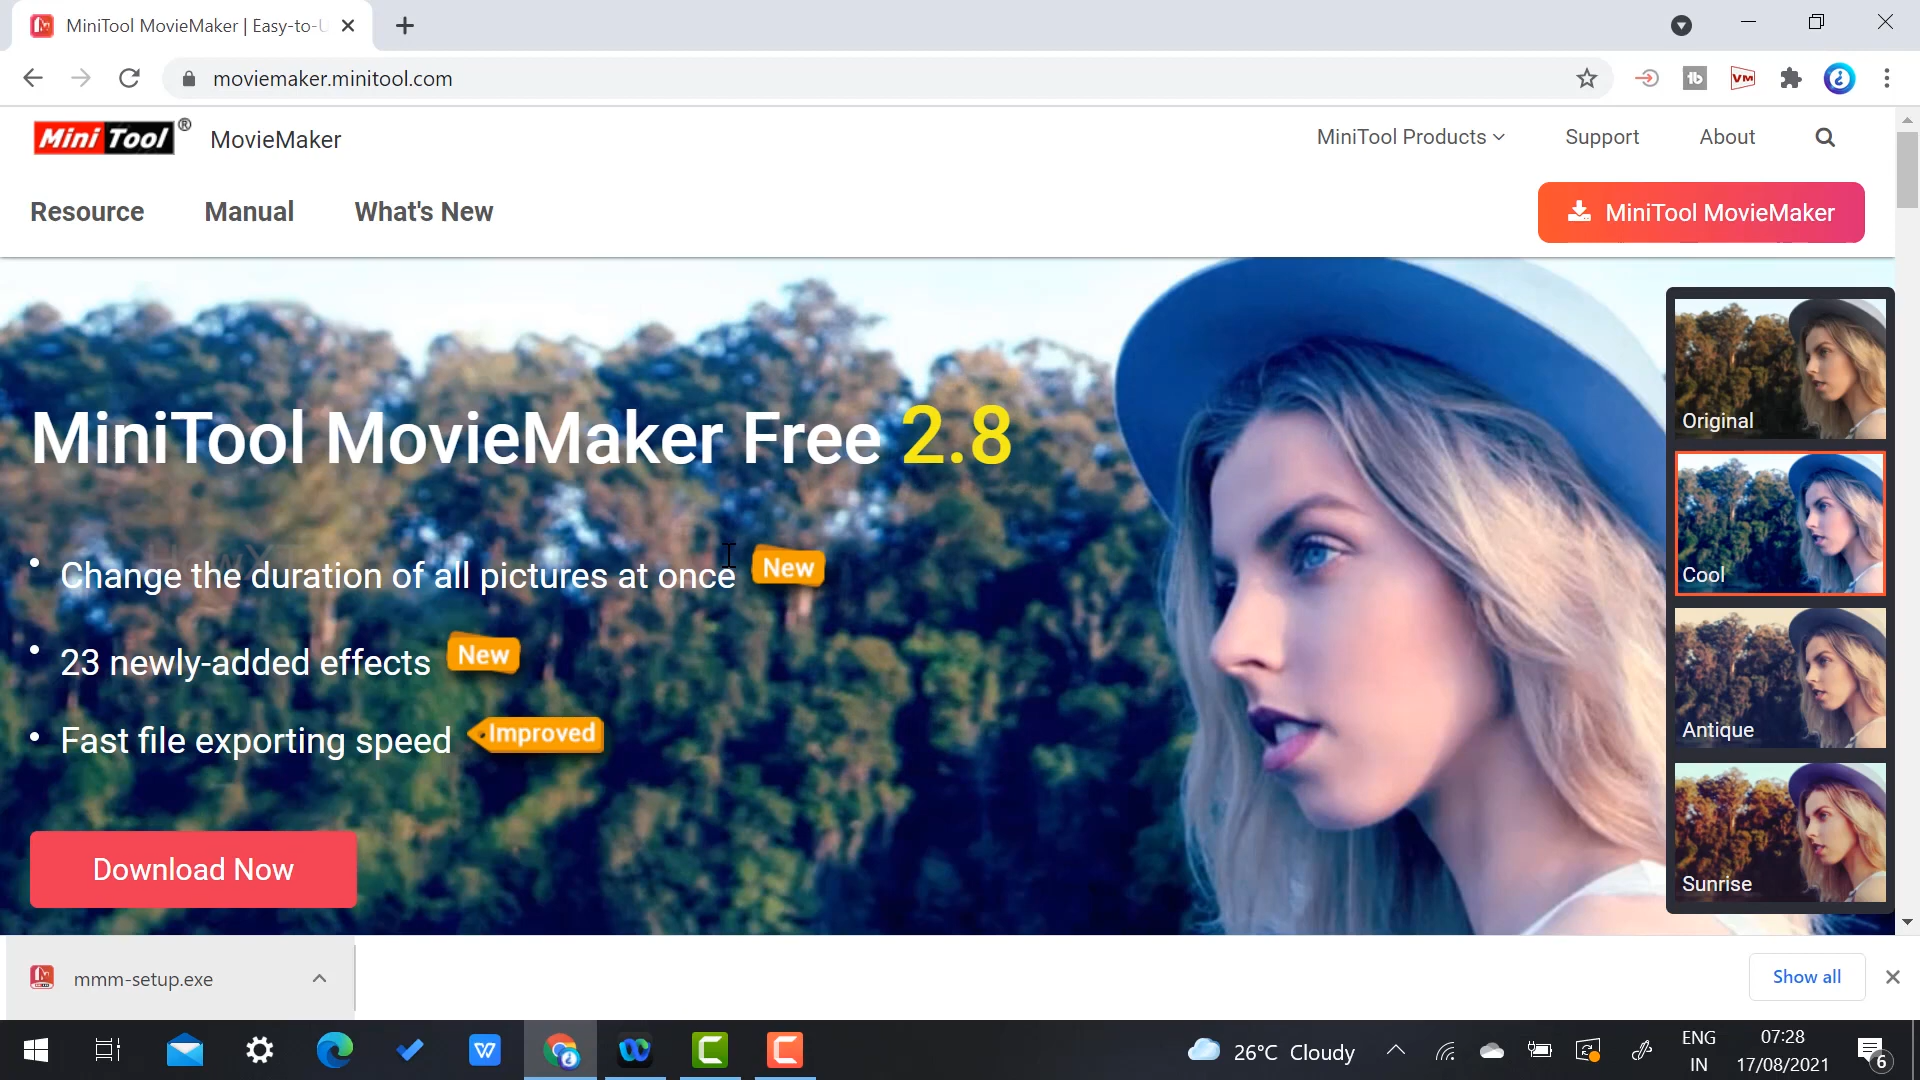 MiniTool MovieMaker | Easy-to-U
moviemaker.minitool.com
MiniTool ® MovieMaker
MiniTool Products
Support
About
Resource
Manual
What's New
MiniTool MovieMaker
MiniTool MovieMaker Free 2.8
Change the duration of all pictures at once New
23 newly-added effects New
Fast file exporting speed Improved
Download Now
Original
Cool
Antique
Sunrise
mmm-setup.exe
Show all
26°C Cloudy
ENG
IN
07:28
17/08/2021
6